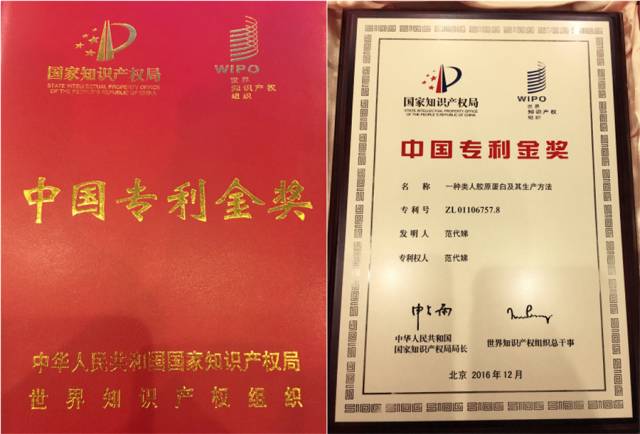 国家知识产权局
STATE INTELLECTUAL PROPERTY OFFICE
OF THE PEOPLE'S REPUBLIC OF CHINA
WIPO
世界
知识产权
组织
中国专利金奖
中华人民共和国国家知识产权局
世界知识产权组织
国家知识产权局
STATE INTELLECTUAL PROPERTY OFFICE
OF THE PEOPLE'S REPUBLIC OF CHINA
WIPO
世界
知识产权
组织
中国专利金奖
名 称 一种类人胶原蛋白及其生产方法
专 利 号 ZL 01106757.8
发 明 人 范代娣
专利权人 范代娣
申长雨
中华人民共和国
国家知识产权局局长
世界知识产权组织总干事
北京 2016年12月